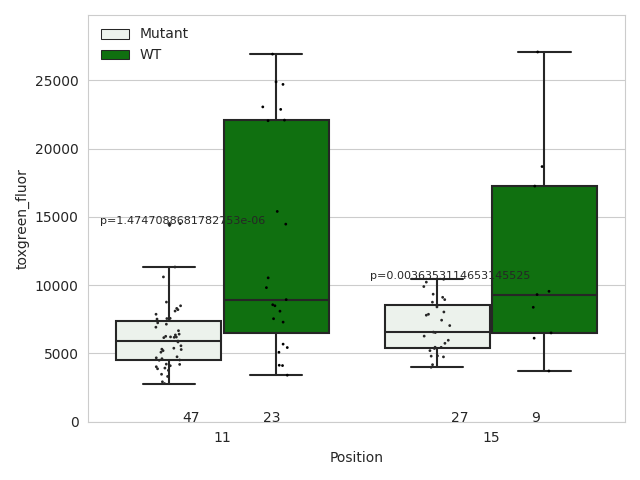 Mutant
WT
25000
20000
15000
10000
5000
0
toxgreen_fluor
p=1.4747088681782753e-06
p=0.0036353114653145525
47
23
27
9
11
15
Position